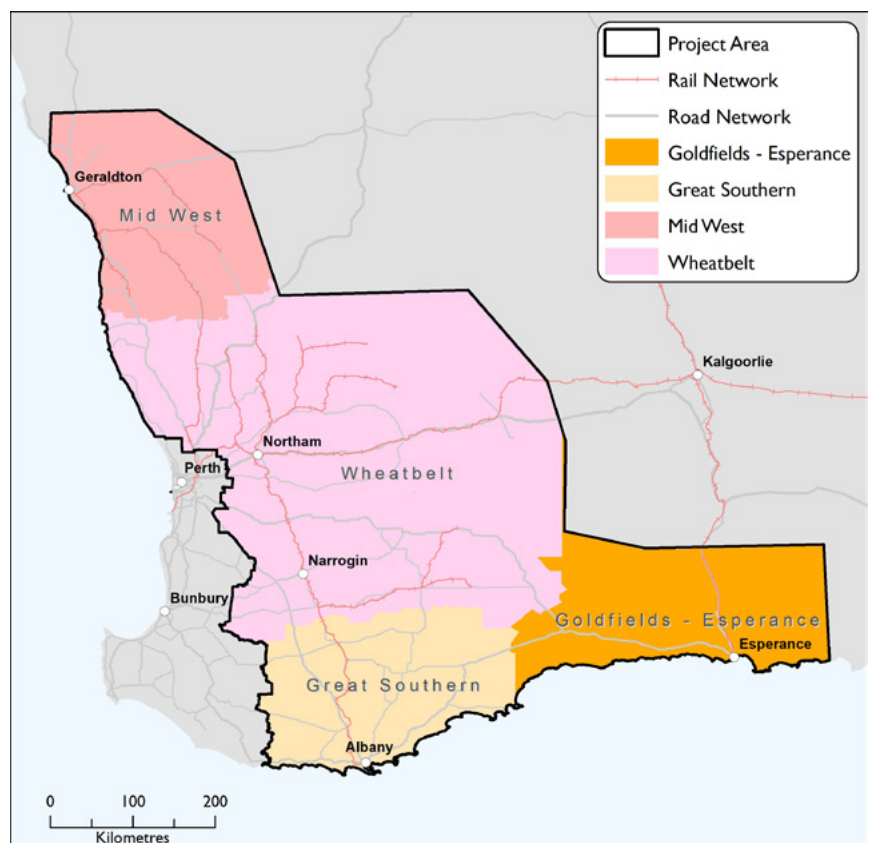 Project Area
Rail Network
Road Network
Goldfields - Esperance
Great Southern
Mid West
Wheatbelt
Geraldton
Mid West
Kalgoorlie
Northam
Perth
Wheatbelt
Narrogin
Bunbury
Goldfields - Esperance
Esperance
Great Southern
Albany
0 100 200
Kilometres